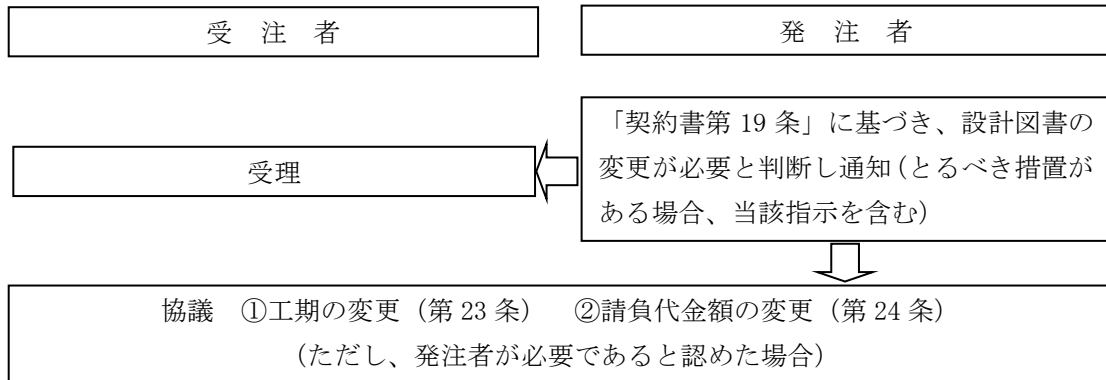 受 注 者
発 注 者
「契約書第 19 条」に基づき、設計図書の
変更が必要と判断し通知(とるべき措置が
ある場合、当該指示を含む)
受理
協議 ①工期の変更(第 23 条) ②請負代金額の変更(第 24 条)
(ただし、発注者が必要であると認めた場合)